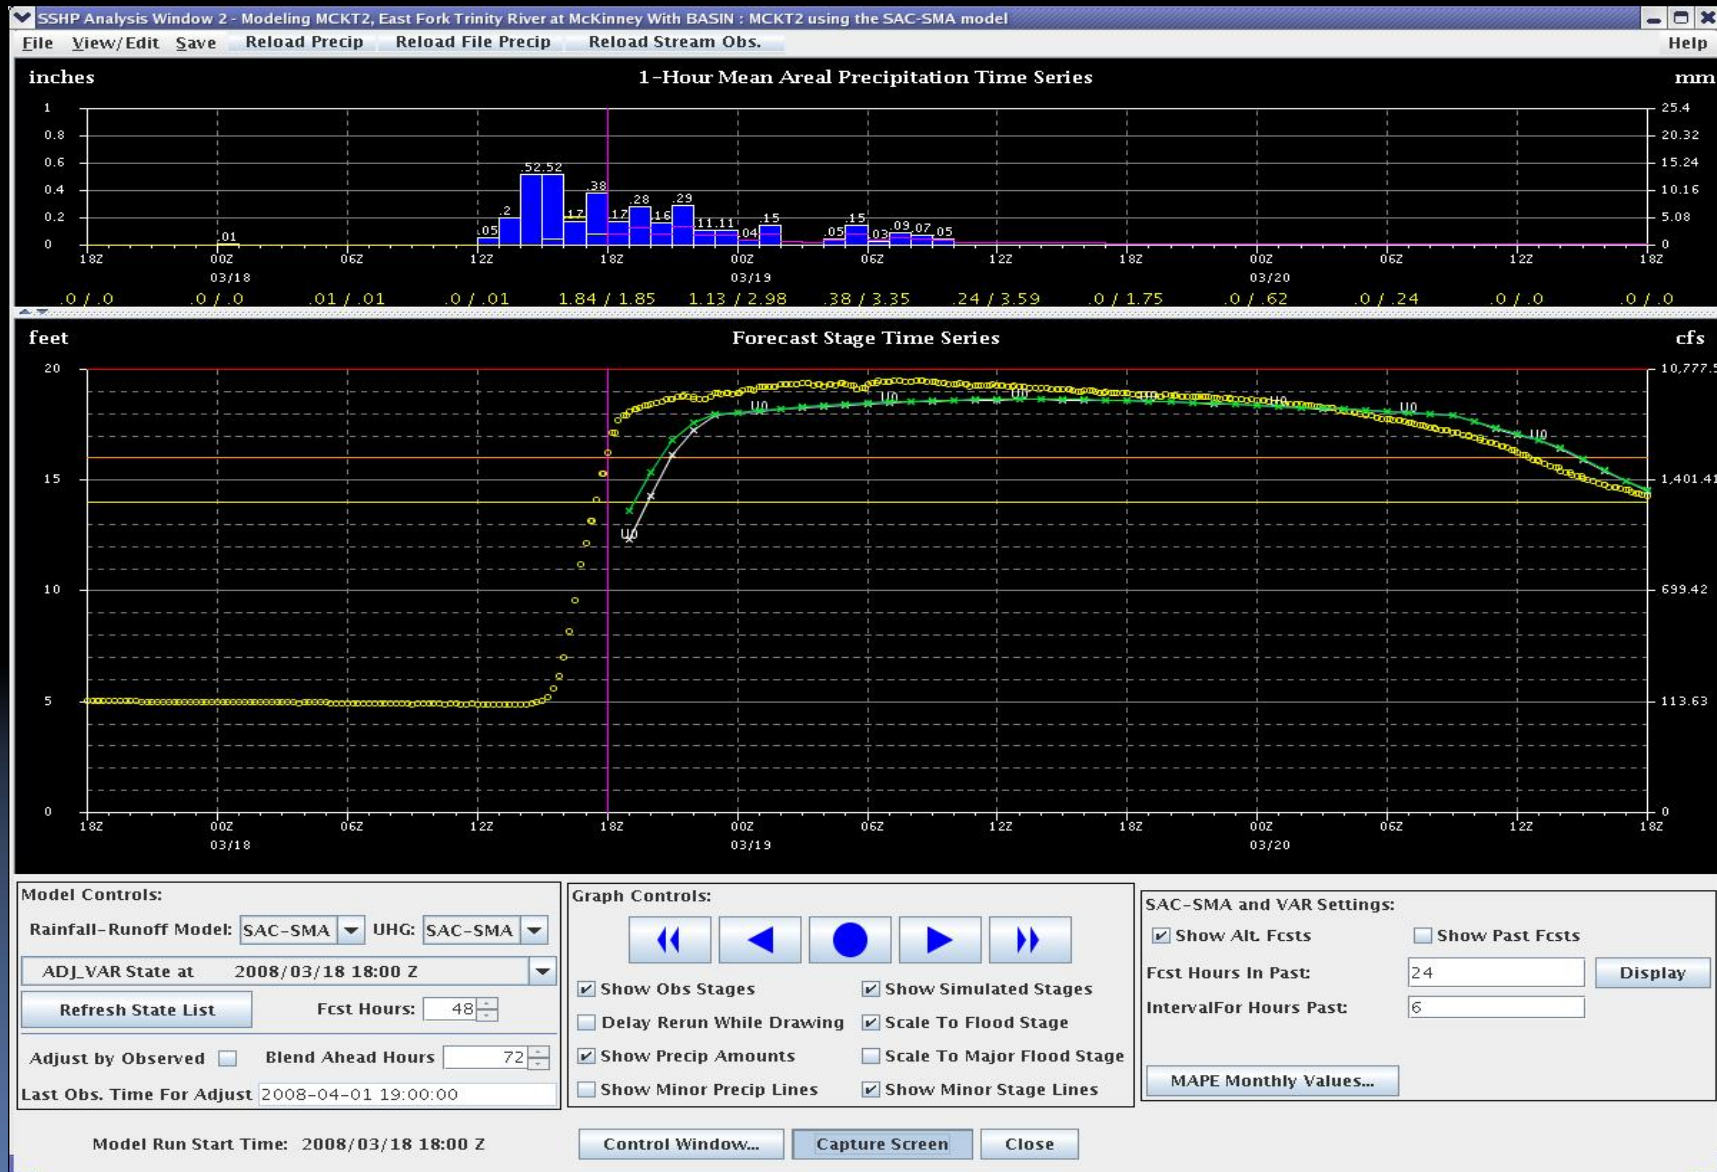 SSHP Analysis Window 2 - Modeling MCKT2, East Fork Trinity River at McKinney With BASIN : MCKT2 using the SAC-SMA model
File View/Edit Save Reload Precip Reload File Precip Reload Stream Obs. Help
inches 1-Hour Mean Areal Precipitation Time Series mm
1 25.4
0.8 20.32
0.6 15.24
0.4 10.16
0.2 5.08
0 0
.01 .05 .2 .52 .52 .17 .38 .17 .28 .16 .29 .11 .11 .04 .15 .05 .15 .03 .09 .07 .05
18Z 00Z 06Z 12Z 18Z 00Z 06Z 12Z 18Z 00Z 06Z 12Z 18Z
03/18 03/19 03/20
.0 / .0 .0 / .0 .01 / .01 .0 / .01 1.84 / 1.85 1.13 / 2.98 .38 / 3.35 .24 / 3.59 .0 / 1.75 .0 / .62 .0 / .24 .0 / .0 .0 / .0
feet Forecast Stage Time Series cfs
20 10,777.5
U0 U0 U0 U0 U0 U0 U0
15 1,401.41
U0
10 699.42
5 113.63
0 0
18Z 00Z 06Z 12Z 18Z 00Z 06Z 12Z 18Z 00Z 06Z 12Z 18Z
03/18 03/19 03/20
Model Controls:
Rainfall-Runoff Model: SAC-SMA UHG: SAC-SMA
ADJ_VAR State at 2008/03/18 18:00 Z
Refresh State List Fcst Hours: 48
Adjust by Observed Blend Ahead Hours 72
Last Obs. Time For Adjust 2008-04-01 19:00:00
Graph Controls:
Show Obs Stages Show Simulated Stages
Delay Rerun While Drawing Scale To Flood Stage
Show Precip Amounts Scale To Major Flood Stage
Show Minor Precip Lines Show Minor Stage Lines
SAC-SMA and VAR Settings:
Show Alt. Fcsts Show Past Fcsts
Fcst Hours In Past: 24 Display
IntervalFor Hours Past: 6
MAPE Monthly Values...
Model Run Start Time: 2008/03/18 18:00 Z Control Window... Capture Screen Close